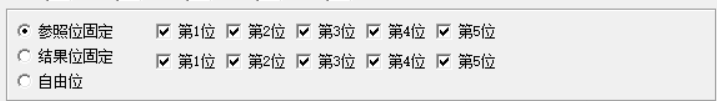 参照位固定 第1位 第2位 第3位 第4位 第5位
结果位固定 第1位 第2位 第3位 第4位 第5位
自由位